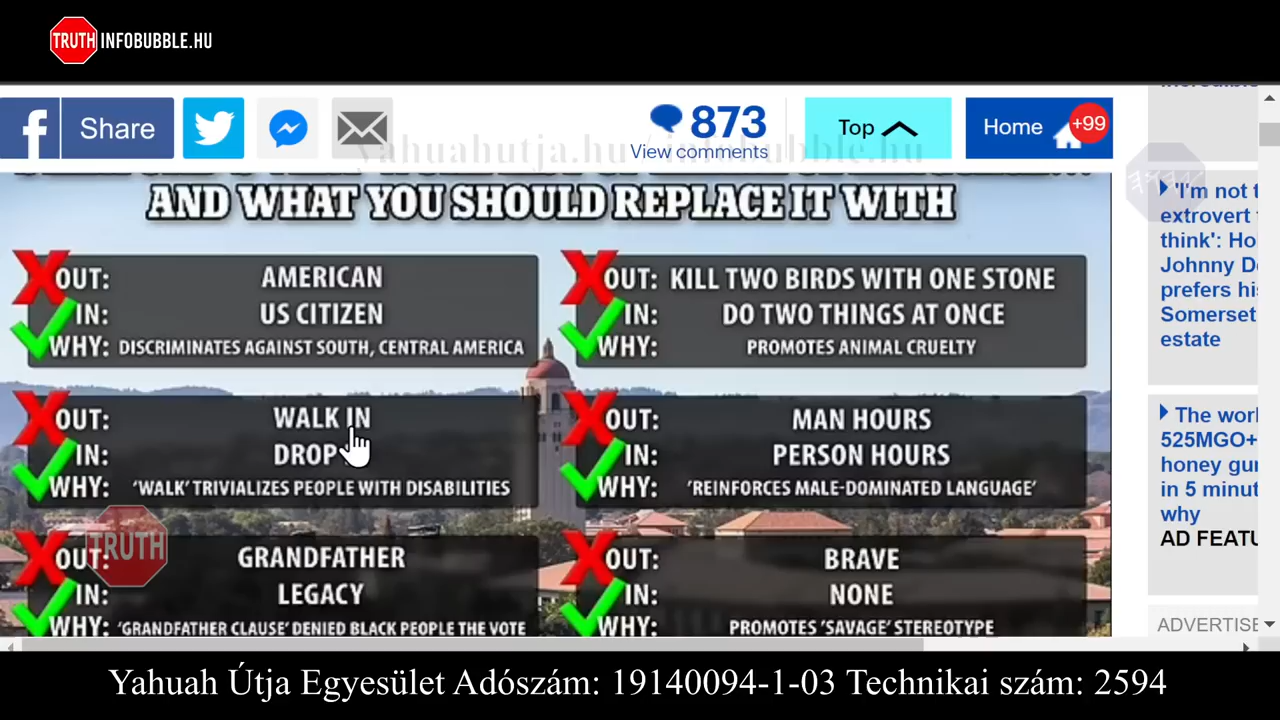 TRUTH INFOBUBBLE.HU
Share
873
View comments
Top
Home
+99
Yahuahutja.hu infobubble.hu
AND WHAT YOU SHOULD REPLACE IT WITH
OUT: AMERICAN
IN: US CITIZEN
WHY: DISCRIMINATES AGAINST SOUTH, CENTRAL AMERICA
OUT: KILL TWO BIRDS WITH ONE STONE
IN: DO TWO THINGS AT ONCE
WHY: PROMOTES ANIMAL CRUELTY
OUT: WALK IN
IN: DROP
WHY: 'WALK' TRIVIALIZES PEOPLE WITH DISABILITIES
OUT: MAN HOURS
IN: PERSON HOURS
WHY: 'REINFORCES MALE-DOMINATED LANGUAGE'
OUT: GRANDFATHER
IN: LEGACY
WHY: 'GRANDFATHER CLAUSE' DENIED BLACK PEOPLE THE VOTE
OUT: BRAVE
IN: NONE
WHY: PROMOTES 'SAVAGE' STEREOTYPE
TRUTH
'I'm not
extrovert
think': Ho
Johnny D
prefers hi
Somerset
estate
The worl
525MGO+
honey gu
in 5 minut
why
AD FEATU
ADVERTISE
Yahuah Útja Egyesület Adószám: 19140094-1-03 Technikai szám: 2594